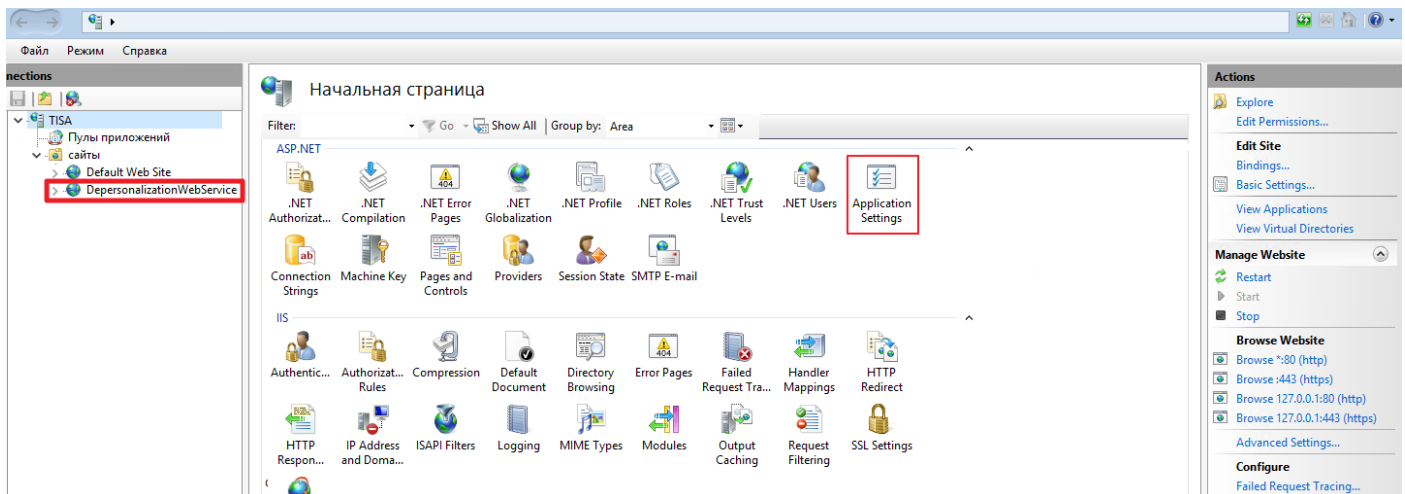 Файл Режим Справка
nections
TISA
Пулы приложений
сайты
Default Web Site
DepersonalizationWebService
Начальная страница
Filter: Go Show All Group by: Area
ASP.NET
.NET Authorizat...
.NET Compilation
.NET Error Pages
.NET Globalization
.NET Profile
.NET Roles
.NET Trust Levels
.NET Users
Application Settings
Connection Strings
Machine Key
Pages and Controls
Providers
Session State
SMTP E-mail
IIS
Authentic...
Authorizat... Rules
Compression
Default Document
Directory Browsing
Error Pages
Failed Request Tra...
Handler Mappings
HTTP Redirect
HTTP Respon...
IP Address and Doma...
ISAPI Filters
Logging
MIME Types
Modules
Output Caching
Request Filtering
SSL Settings
Actions
Explore
Edit Permissions...
Edit Site
Bindings...
Basic Settings...
View Applications
View Virtual Directories
Manage Website
Restart
Start
Stop
Browse Website
Browse *:80 (http)
Browse :443 (https)
Browse 127.0.0.1:80 (http)
Browse 127.0.0.1:443 (https)
Advanced Settings...
Configure
Failed Request Tracing...